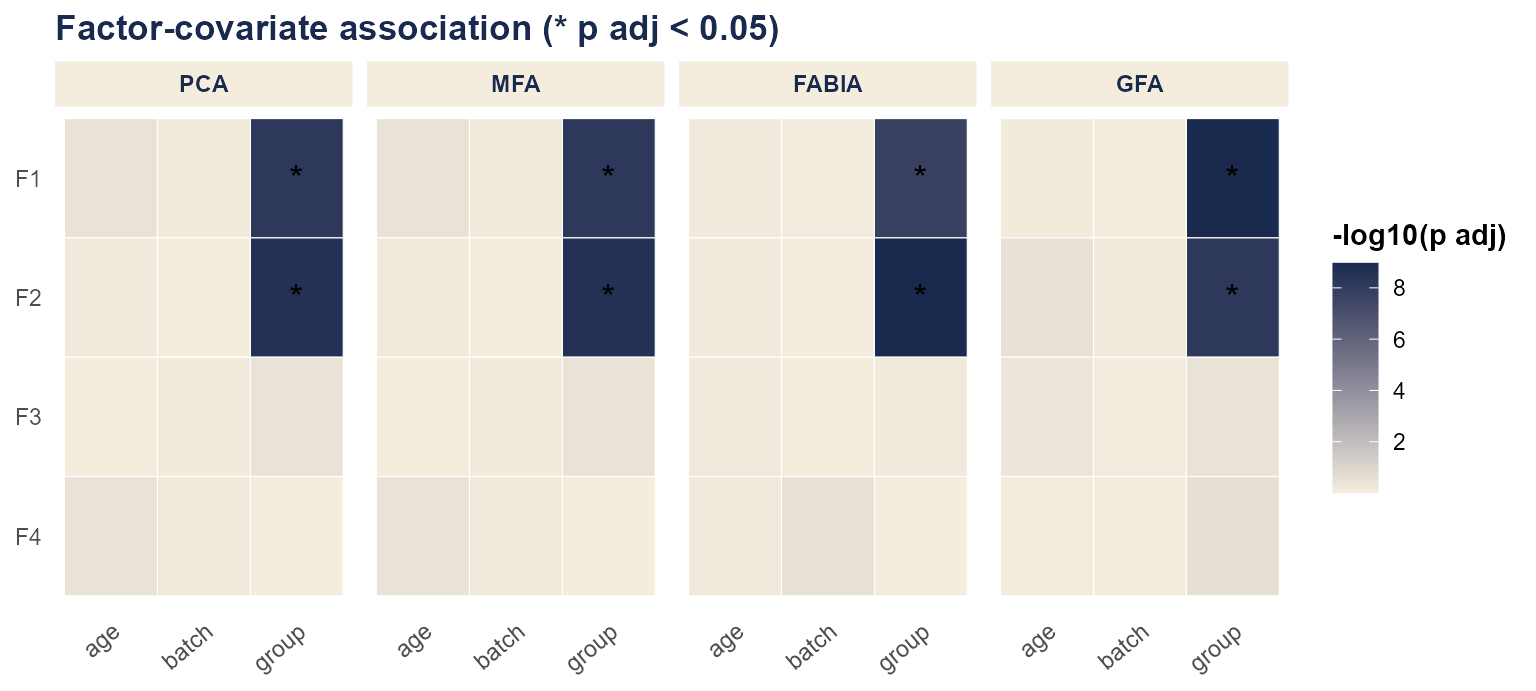 Factor-covariate association (* p adj < 0.05)
PCA MFA FABIA GFA
F1 * * * *
F2 * * * *
F3
F4
age batch group age batch group age batch group age batch group
-log10(p adj)
8
6
4
2